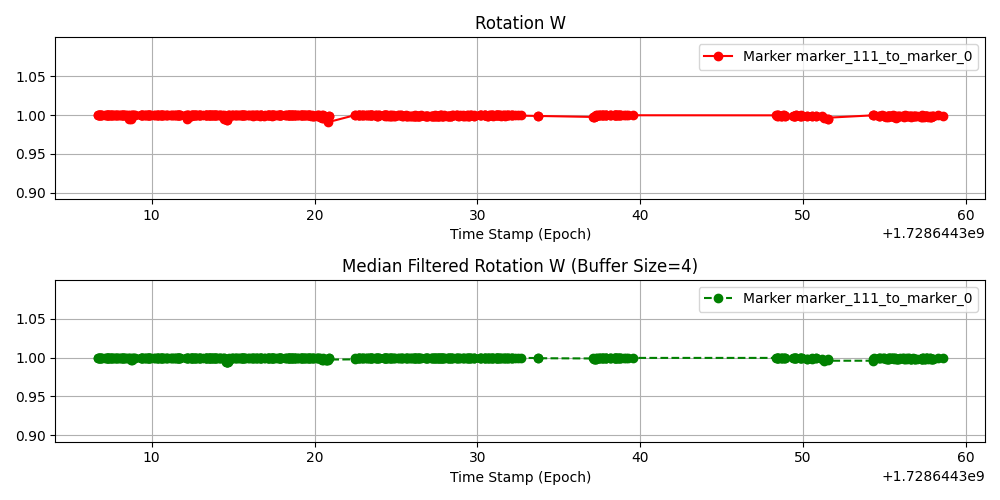 Rotation W
Marker marker_111_to_marker_0
1.05
1.00
0.95
0.90
10 20 30 40 50 60
Time Stamp (Epoch)
+1.7286443e9
Median Filtered Rotation W (Buffer Size=4)
Marker marker_111_to_marker_0
1.05
1.00
0.95
0.90
10 20 30 40 50 60
Time Stamp (Epoch)
+1.7286443e9